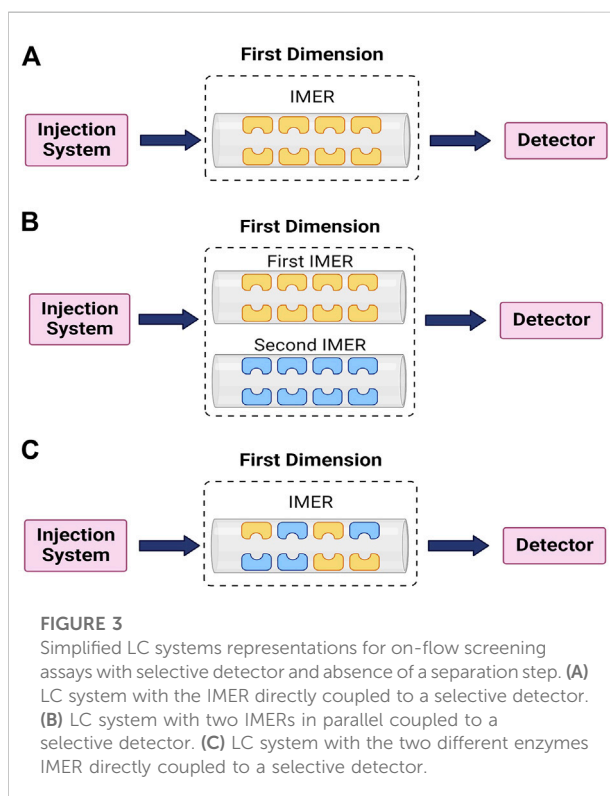 A
First Dimension
IMER
Injection
System
Detector
B
First Dimension
First IMER
Injection
System
Detector
Second IMER
C
First Dimension
IMER
Injection
System
Detector
FIGURE 3
Simplified LC systems representations for on-flow screening
assays with selective detector and absence of a separation step. (A)
LC system with the IMER directly coupled to a selective detector.
(B) LC system with two IMERs in parallel coupled to a
selective detector. (C) LC system with the two different enzymes
IMER directly coupled to a selective detector.